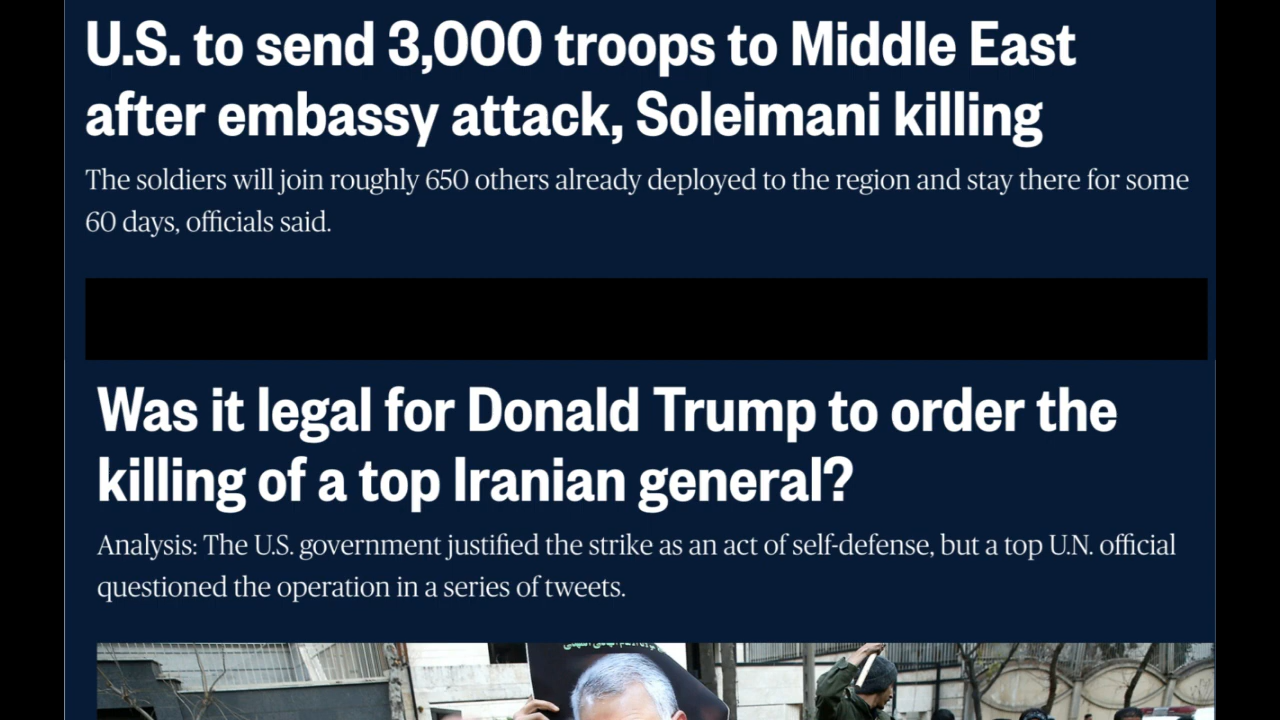 U.S. to send 3,000 troops to Middle East
after embassy attack, Soleimani killing
The soldiers will join roughly 650 others already deployed to the region and stay there for some
60 days, officials said.
Was it legal for Donald Trump to order the
killing of a top Iranian general?
Analysis: The U.S. government justified the strike as an act of self-defense, but a top U.N. official
questioned the operation in a series of tweets.